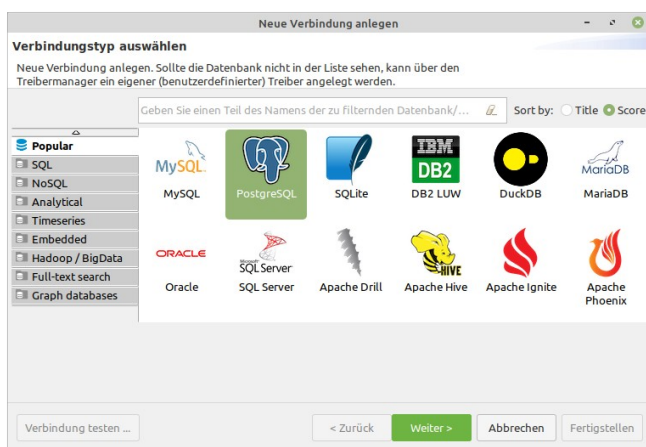 Neue Verbindung anlegen
Verbindungstyp auswählen
Neue Verbindung anlegen. Sollte die Datenbank nicht in der Liste sehen, kann über den
Treibermanager ein eigener (benutzerdefinierter) Treiber angelegt werden.
Geben Sie einen Teil des Namens der zu filternden Datenbank/...
Sort by: Title Score
Popular
SQL
NoSQL
Analytical
Timeseries
Embedded
Hadoop / BigData
Full-text search
Graph databases
MySQL.
IBM
DB2
MariaDB
MySQL PostgreSQL SQLite DB2 LUW DuckDB MariaDB
ORACLE
Microsoft
SQL Server
HIVE
Oracle SQL Server Apache Drill Apache Hive Apache Ignite Apache
Phoenix
Verbindung testen ... < Zurück Weiter > Abbrechen Fertigstellen